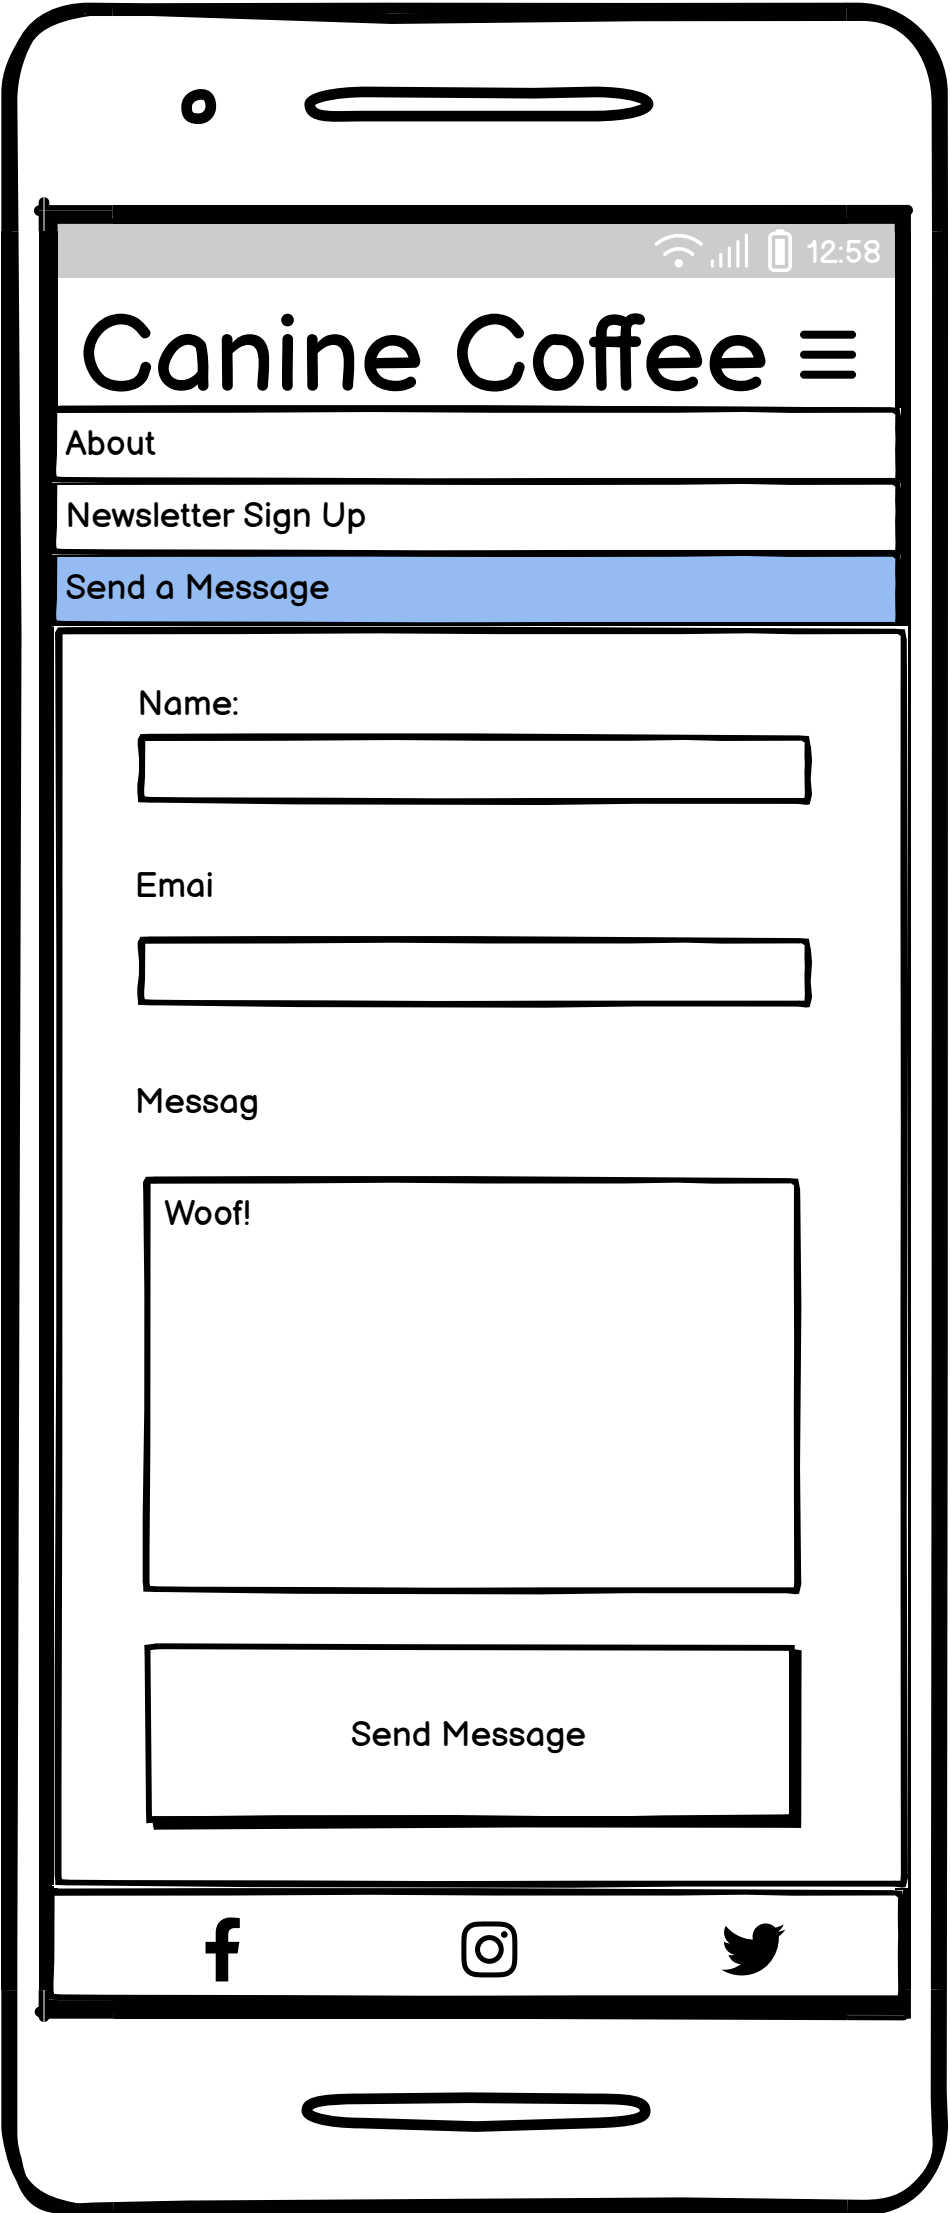 12:58
Canine Coffee
About
Newsletter Sign Up
Send a Message
Name:
Emai
Messag
Woof!
Send Message